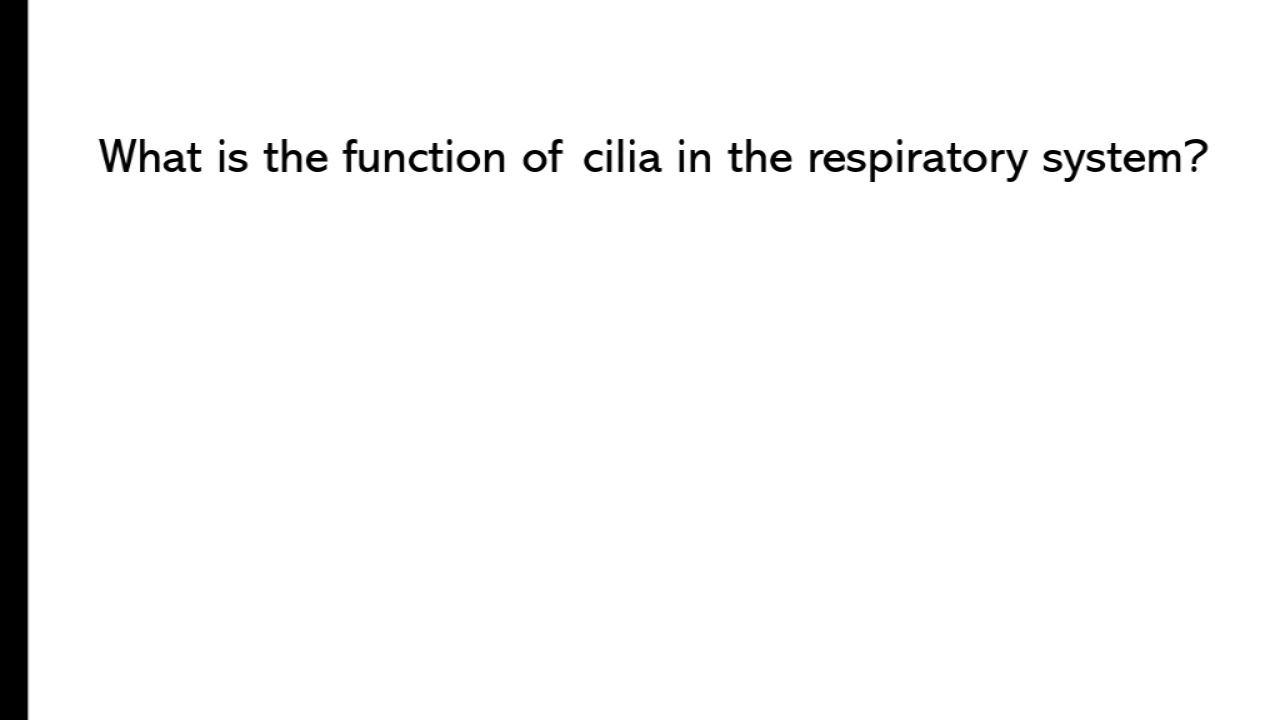 What is the function of cilia in the respiratory system?